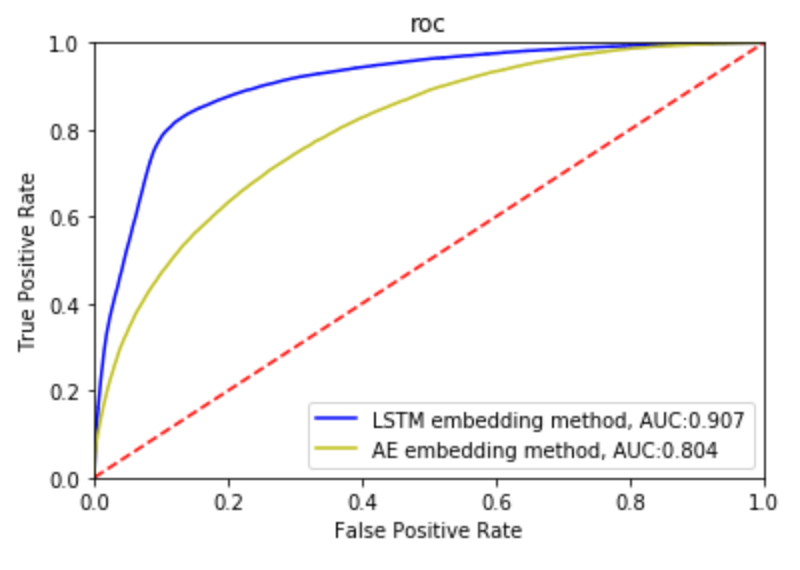 roc
1.0
0.8
0.6
0.4
0.2
0.0
True Positive Rate
LSTM embedding method, AUC:0.907
AE embedding method, AUC:0.804
0.0 0.2 0.4 0.6 0.8 1.0
False Positive Rate